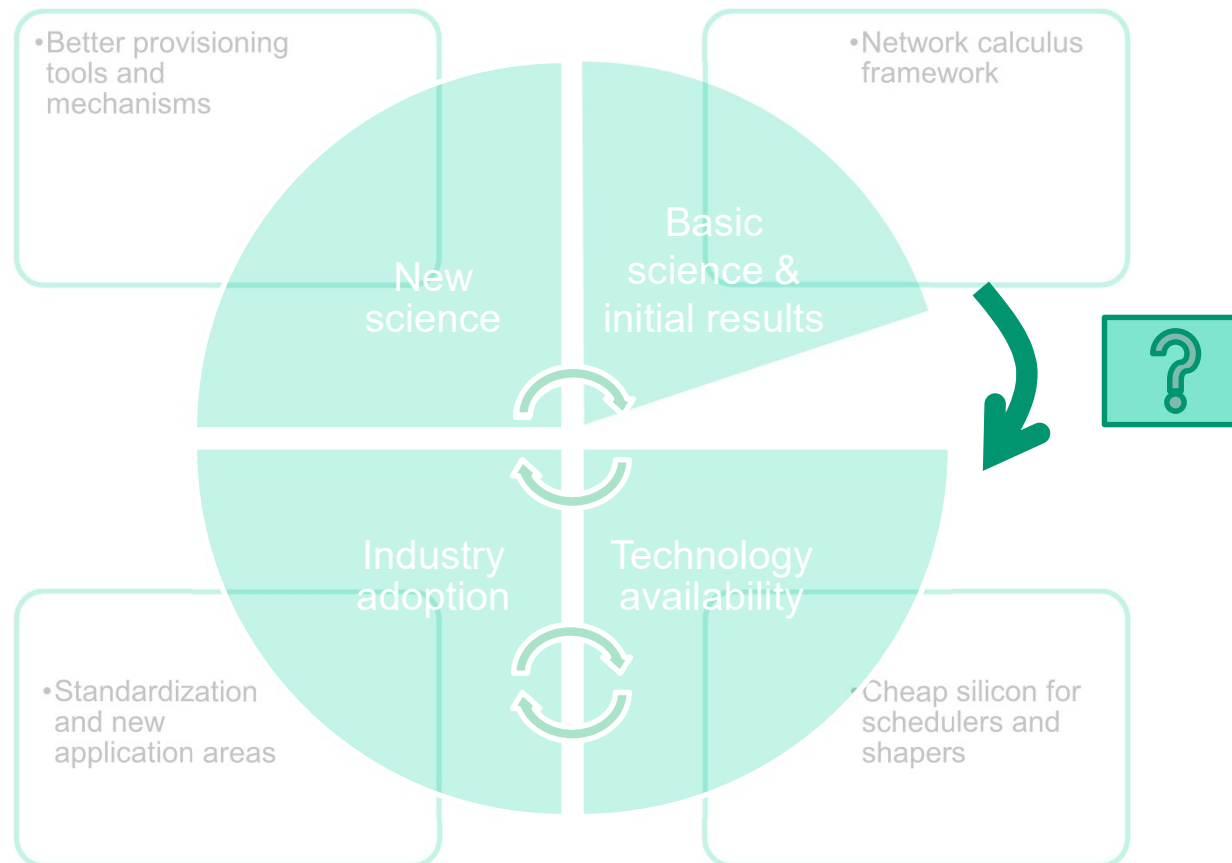 •Better provisioning
tools and
mechanisms
•Network calculus
framework
New
science
Basic
science &
initial results
?
Industry
adoption
Technology
availability
•Standardization
and new
application areas
•Cheap silicon for
schedulers and
shapers